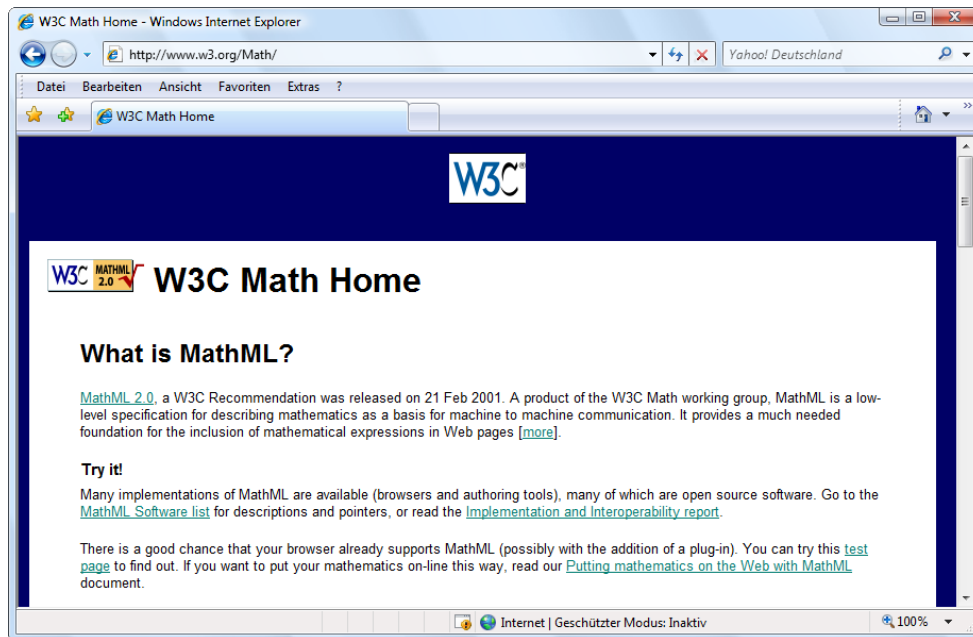 W3C Math Home - Windows Internet Explorer
http://www.w3.org/Math/
Yahoo! Deutschland
Datei Bearbeiten Ansicht Favoriten Extras ?
W3C Math Home
W3C®
W3C MATHML 2.0 W3C Math Home
What is MathML?
MathML 2.0, a W3C Recommendation was released on 21 Feb 2001. A product of the W3C Math working group, MathML is a low-
level specification for describing mathematics as a basis for machine to machine communication. It provides a much needed
foundation for the inclusion of mathematical expressions in Web pages [more].
Try it!
Many implementations of MathML are available (browsers and authoring tools), many of which are open source software. Go to the
MathML Software list for descriptions and pointers, or read the Implementation and Interoperability report.
There is a good chance that your browser already supports MathML (possibly with the addition of a plug-in). You can try this test
page to find out. If you want to put your mathematics on-line this way, read our Putting mathematics on the Web with MathML
document.
Internet | Geschützter Modus: Inaktiv 100%